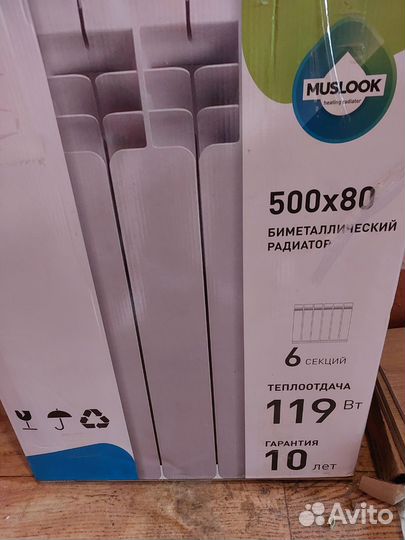 MUSLOOK
heating radiator
500x80
БИМЕТАЛЛИЧЕСКИЙ
РАДИАТОР
6 СЕКЦИЙ
ТЕПЛООТДАЧА
119 Вт
ГАРАНТИЯ
10 лет
Avito